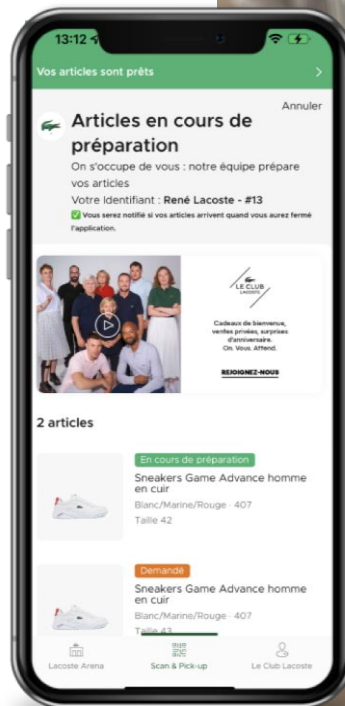 13:12
Vos articles sont prêts
Annuler
Articles en cours de
préparation
On s'occupe de vous : notre équipe prépare
vos articles
Votre Identifiant : René Lacoste - #13
✅ Vous serez notifié si vos articles arrivent quand vous aurez fermé
l'application.
LE CLUB
LACOSTE
Cadeaux de bienvenue,
ventes privées, surprises
d'anniversaire.
On. Vous. Attend.
REJOIGNEZ-NOUS
2 articles
En cours de préparation
Sneakers Game Advance homme
en cuir
Blanc/Marine/Rouge · 407
Taille 42
Demandé
Sneakers Game Advance homme
en cuir
Blanc/Marine/Rouge · 407
Taille 43
Lacoste Arena
Scan & Pick-up
Le Club Lacoste